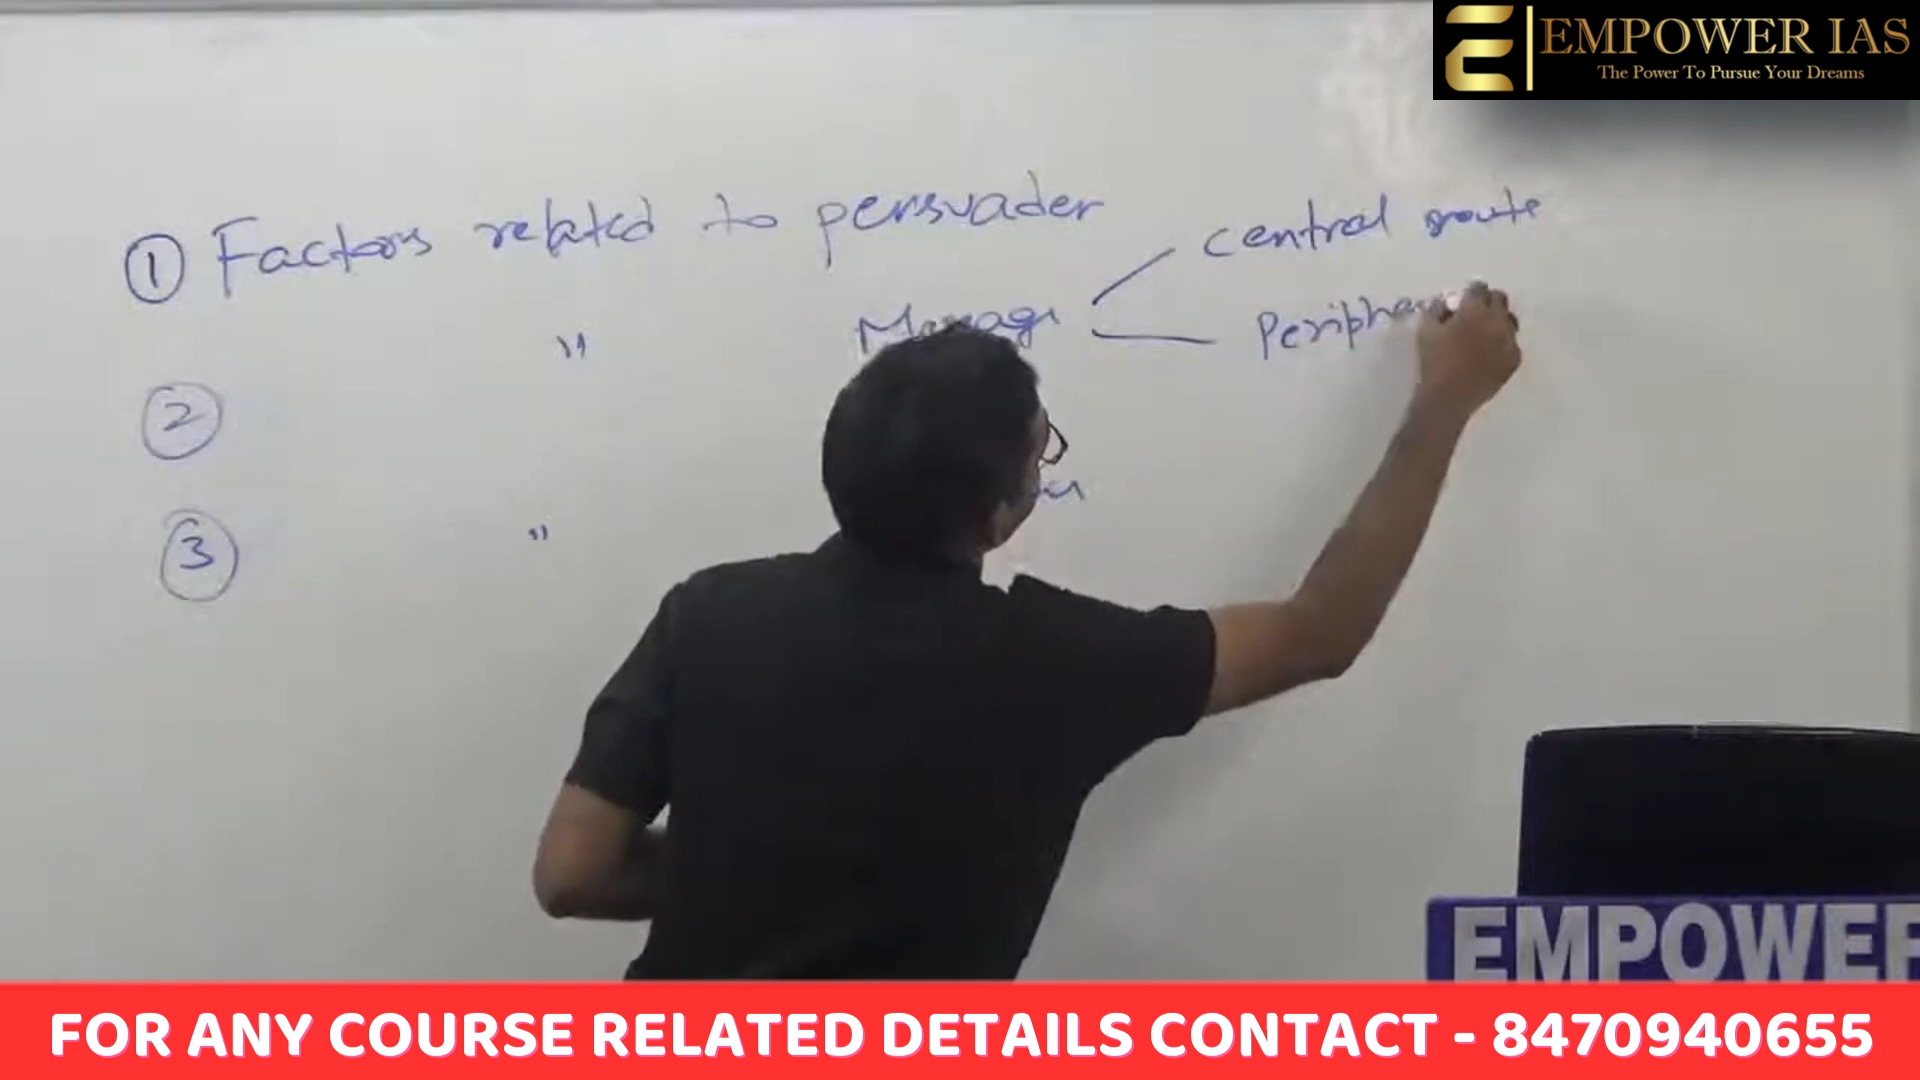 EMPOWER IAS
The Power To Pursue Your Dreams
① Factors related to persuader
central route
"
②
③
"
EMPOWER
FOR ANY COURSE RELATED DETAILS CONTACT - 8470940655